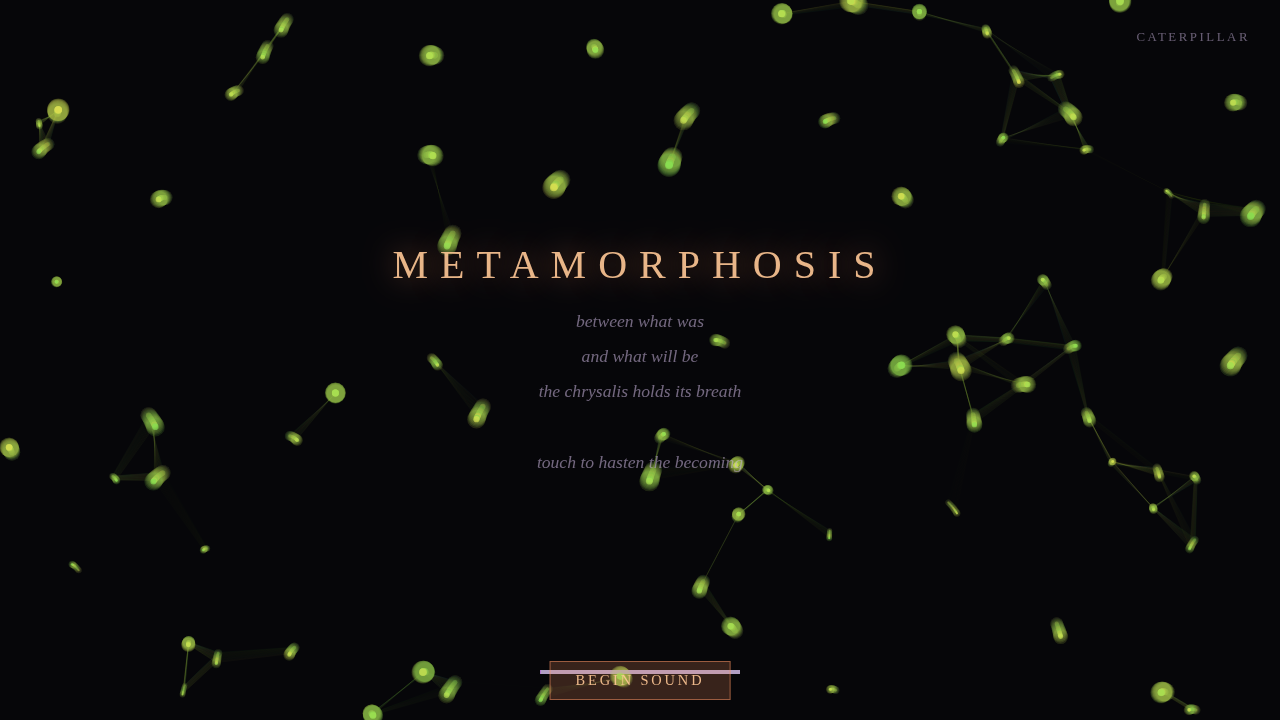 CATERPILLAR
METAMORPHOSIS
between what was
and what will be
the chrysalis holds its breath
touch to hasten the becoming
BEGIN SOUND